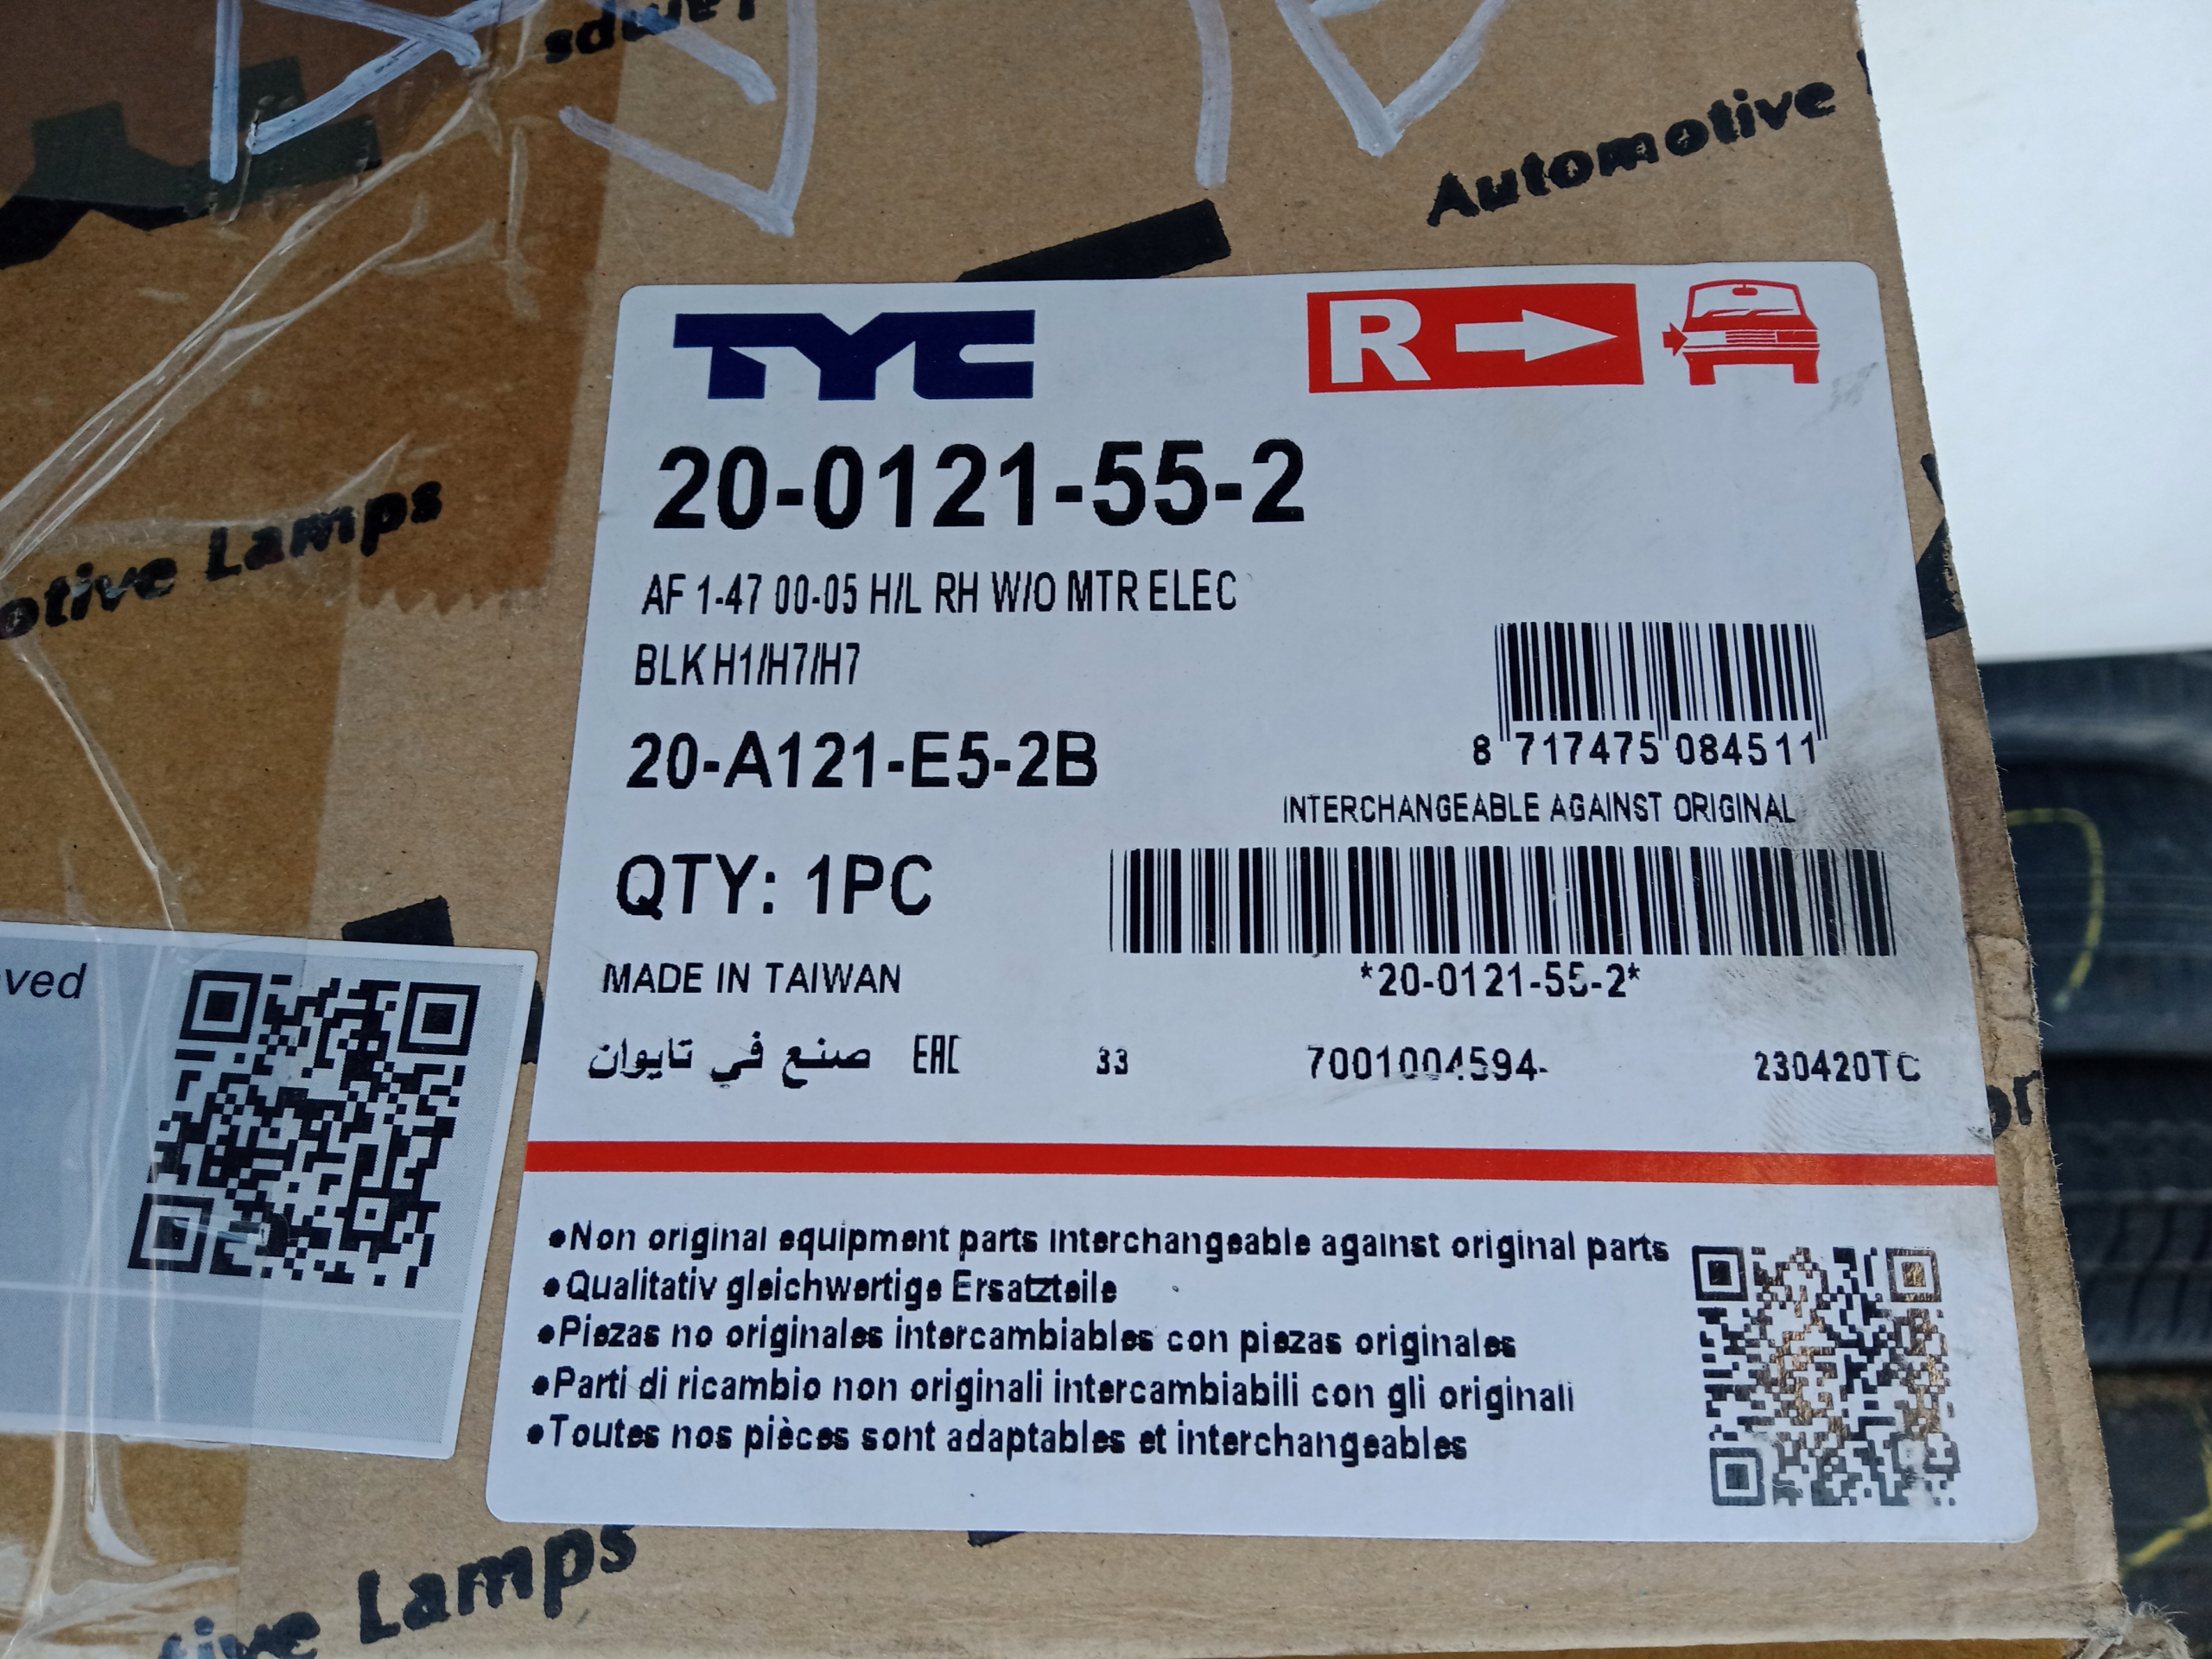 Lamps
Automotive
otive Lamps
TYC
R
20-0121-55-2
AF 1-47 00-05 H/L RH W/O MTR ELEC
BLK H1/H7/H7
20-A121-E5-2B
8 717475 084511
INTERCHANGEABLE AGAINST ORIGINAL
QTY: 1PC
*20-0121-55-2*
MADE IN TAIWAN
صنع في تايوان EAC 33 7001004594- 230420TC
ved
•Non original equipment parts interchangeable against original parts
•Qualitativ gleichwertige Ersatzteile
•Piezas no originales intercambiables con piezas originales
•Parti di ricambio non originali intercambiabili con gli originali
•Toutes nos pièces sont adaptables et interchangeables
tive Lamps